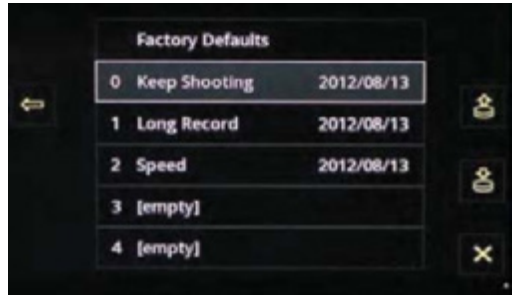 Factory Defaults
0 Keep Shooting 2012/08/13
1 Long Record 2012/08/13
2 Speed 2012/08/13
3 [empty]
4 [empty]